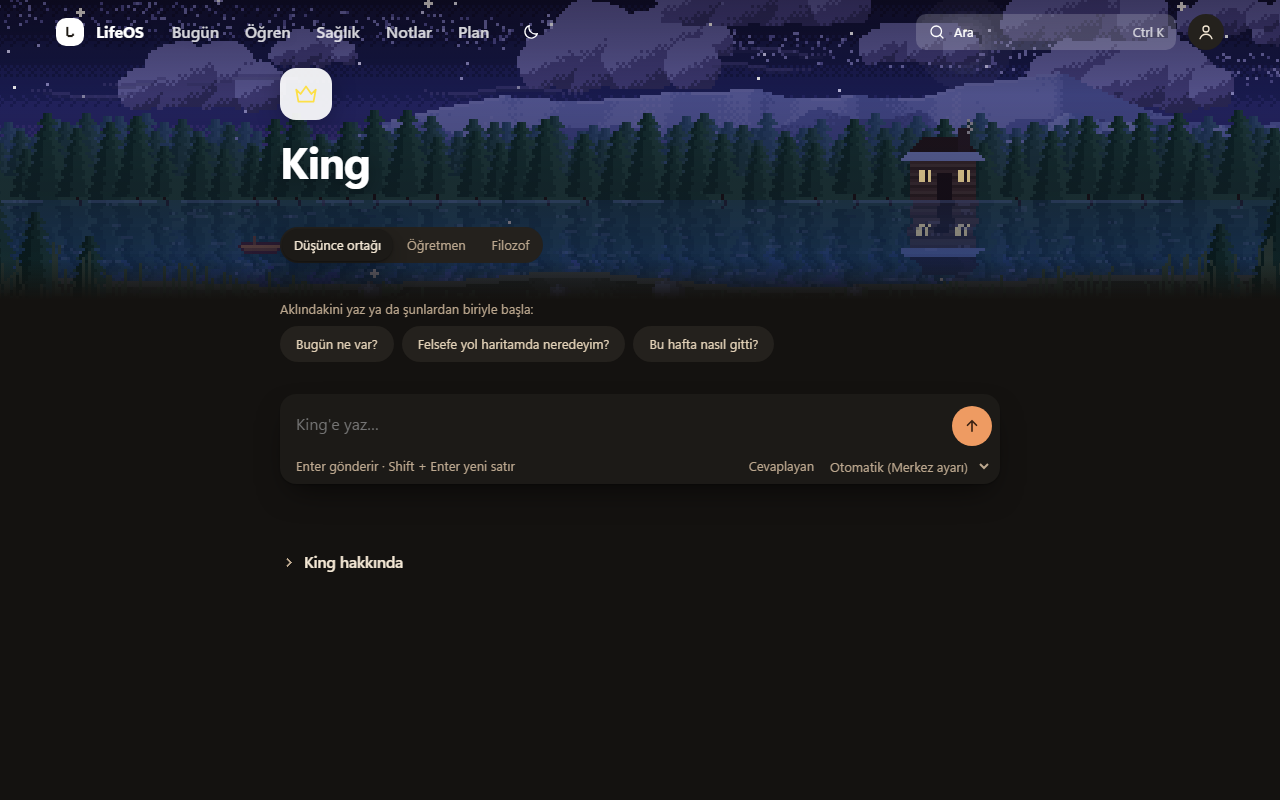 LifeOS Bugün Öğren Sağlık Notlar Plan Ara Ctrl K
King
Düşünce ortağı Öğretmen Filozof
Aklındakini yaz ya da şunlardan biriyle başla:
Bugün ne var? Felsefe yol haritamda neredeyim? Bu hafta nasıl gitti?
King'e yaz...
Enter gönderir · Shift + Enter yeni satır Cevaplayan Otomatik (Merkez ayarı)
King hakkında